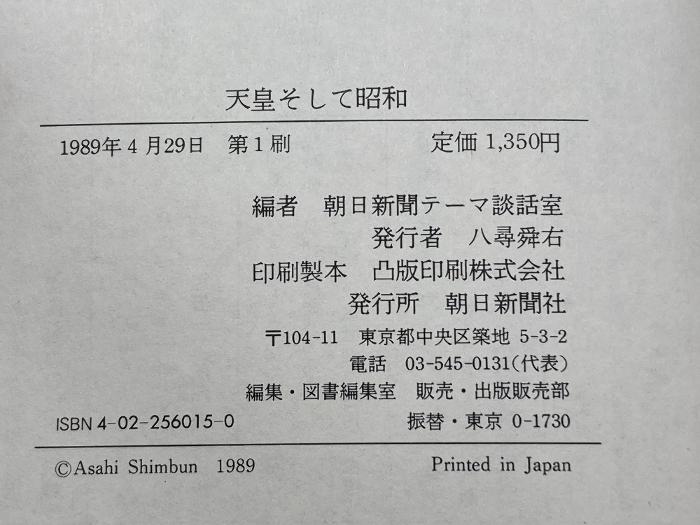 天皇そして昭和
1989年4月29日　第1刷　定価 1,350円
編者　朝日新聞テーマ談話室
発行者　八尋舜右
印刷製本　凸版印刷株式会社
発行所　朝日新聞社
〒104-11　東京都中央区築地 5-3-2
電話　03-545-0131(代表)
編集・図書編集室　販売・出版販売部
ISBN 4-02-256015-0　振替・東京 0-1730
©Asahi Shimbun 1989　Printed in Japan